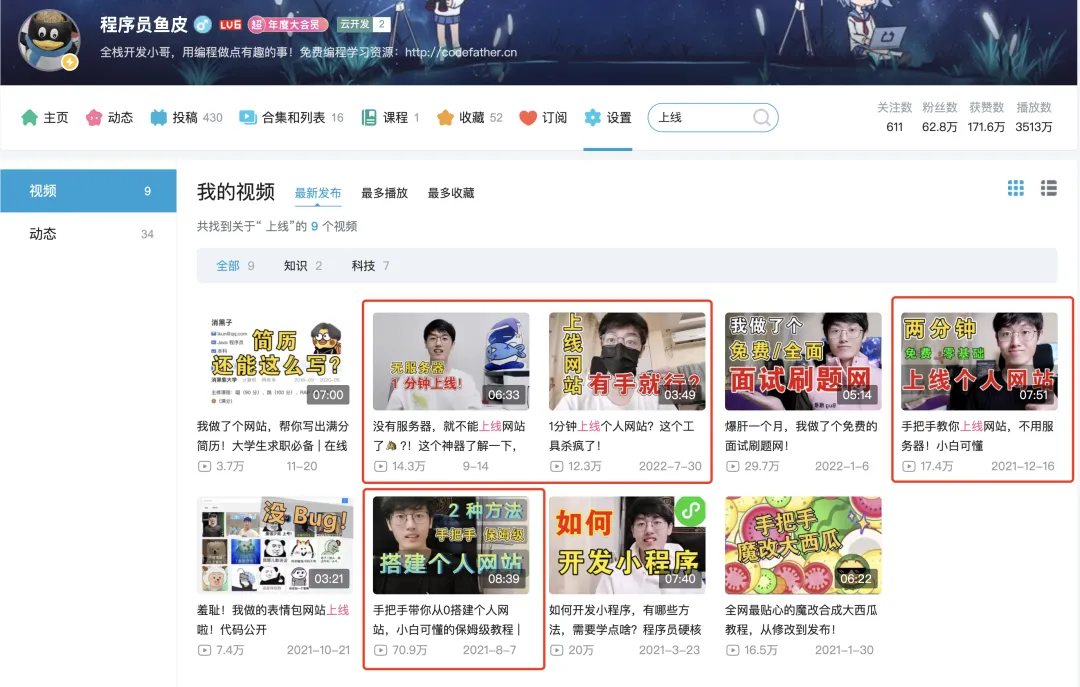 程序员鱼皮 LV6 超 年度大会员 云开发 2
全栈开发小哥，用编程做点有趣的事！免费编程学习资源：http://codefather.cn
主页 动态 投稿 430 合集和列表 16 课程 1 收藏 52 订阅 设置 上线
关注数 粉丝数 获赞数 播放数
611 62.8万 171.6万 3513万
视频 9
动态 34
我的视频 最新发布 最多播放 最多收藏
共找到关于“ 上线”的 9 个视频
全部 9 知识 2 科技 7
消黑子
Java 程序员
本科
简历
还能这么写？
07:00
我做了个网站，帮你写出满分
简历！大学生求职必备 | 在线
3.7万 11-20
无服务器
1 分钟上线！
06:33
没有服务器，就不能上线网站
了🐴?！这个神器了解一下，
14.3万 9-14
上线网站
有手就行？
03:49
1分钟上线个人网站？这个工
具杀疯了！
12.3万 2022-7-30
我做了个
免费/全面
面试刷题网
05:14
爆肝一个月，我做了个免费的
面试刷题网！
29.7万 2022-1-6
两分钟
免费、零基础
上线个人网站
07:51
手把手教你上线网站，不用服
务器！小白可懂
17.4万 2021-12-16
没 Bug！
03:21
羞耻！我做的表情包网站上线
啦！代码公开
7.4万 2021-10-21
2 种方法
手把手 保姆级
搭建个人网站
08:39
手把手带你从0搭建个人网
站，小白可懂的保姆级教程 |
70.9万 2021-8-7
如何
开发小程序
07:40
如何开发小程序，有哪些方
法，需要学点啥？程序员硬核
20万 2021-3-23
手把手
魔改大西瓜
06:22
全网最贴心的魔改合成大西瓜
教程，从修改到发布！
16.5万 2021-1-30